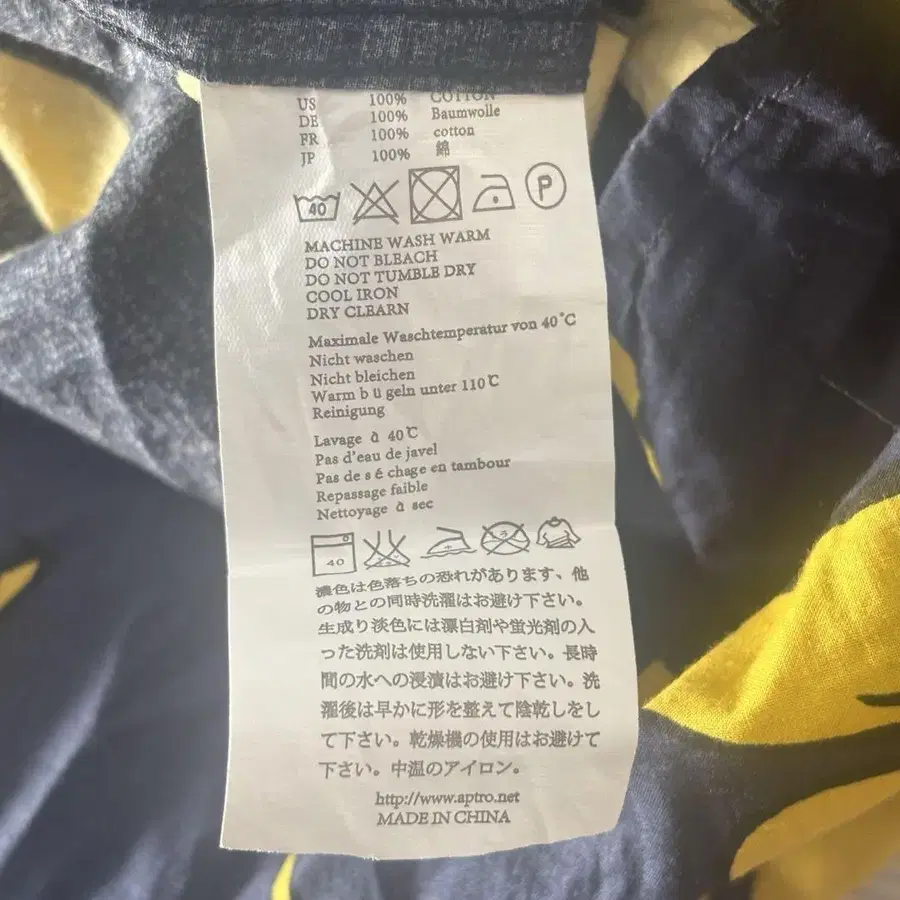 US 100% COTTON
DE 100% Baumwolle
FR 100% cotton
JP 100% 綿
40 P
MACHINE WASH WARM
DO NOT BLEACH
DO NOT TUMBLE DRY
COOL IRON
DRY CLEARN
Maximale Waschtemperatur von 40℃
Nicht waschen
Nicht bleichen
Warm b ü geln unter 110℃
Reinigung
Lavage à 40℃
Pas d'eau de javel
Pas de s é chage en tambour
Repassage faible
Nettoyage à sec
40
濃色は色落ちの恐れがあります、他
の物との同時洗濯はお避け下さい。
生成り淡色には漂白剤や蛍光剤の入
った洗剤は使用しない下さい。長時
間の水への浸漬はお避け下さい。洗
濯後は早かに形を整えて陰乾しをし
て下さい。乾燥機の使用はお避けて
下さい。中温のアイロン。
http://www.aptro.net
MADE IN CHINA